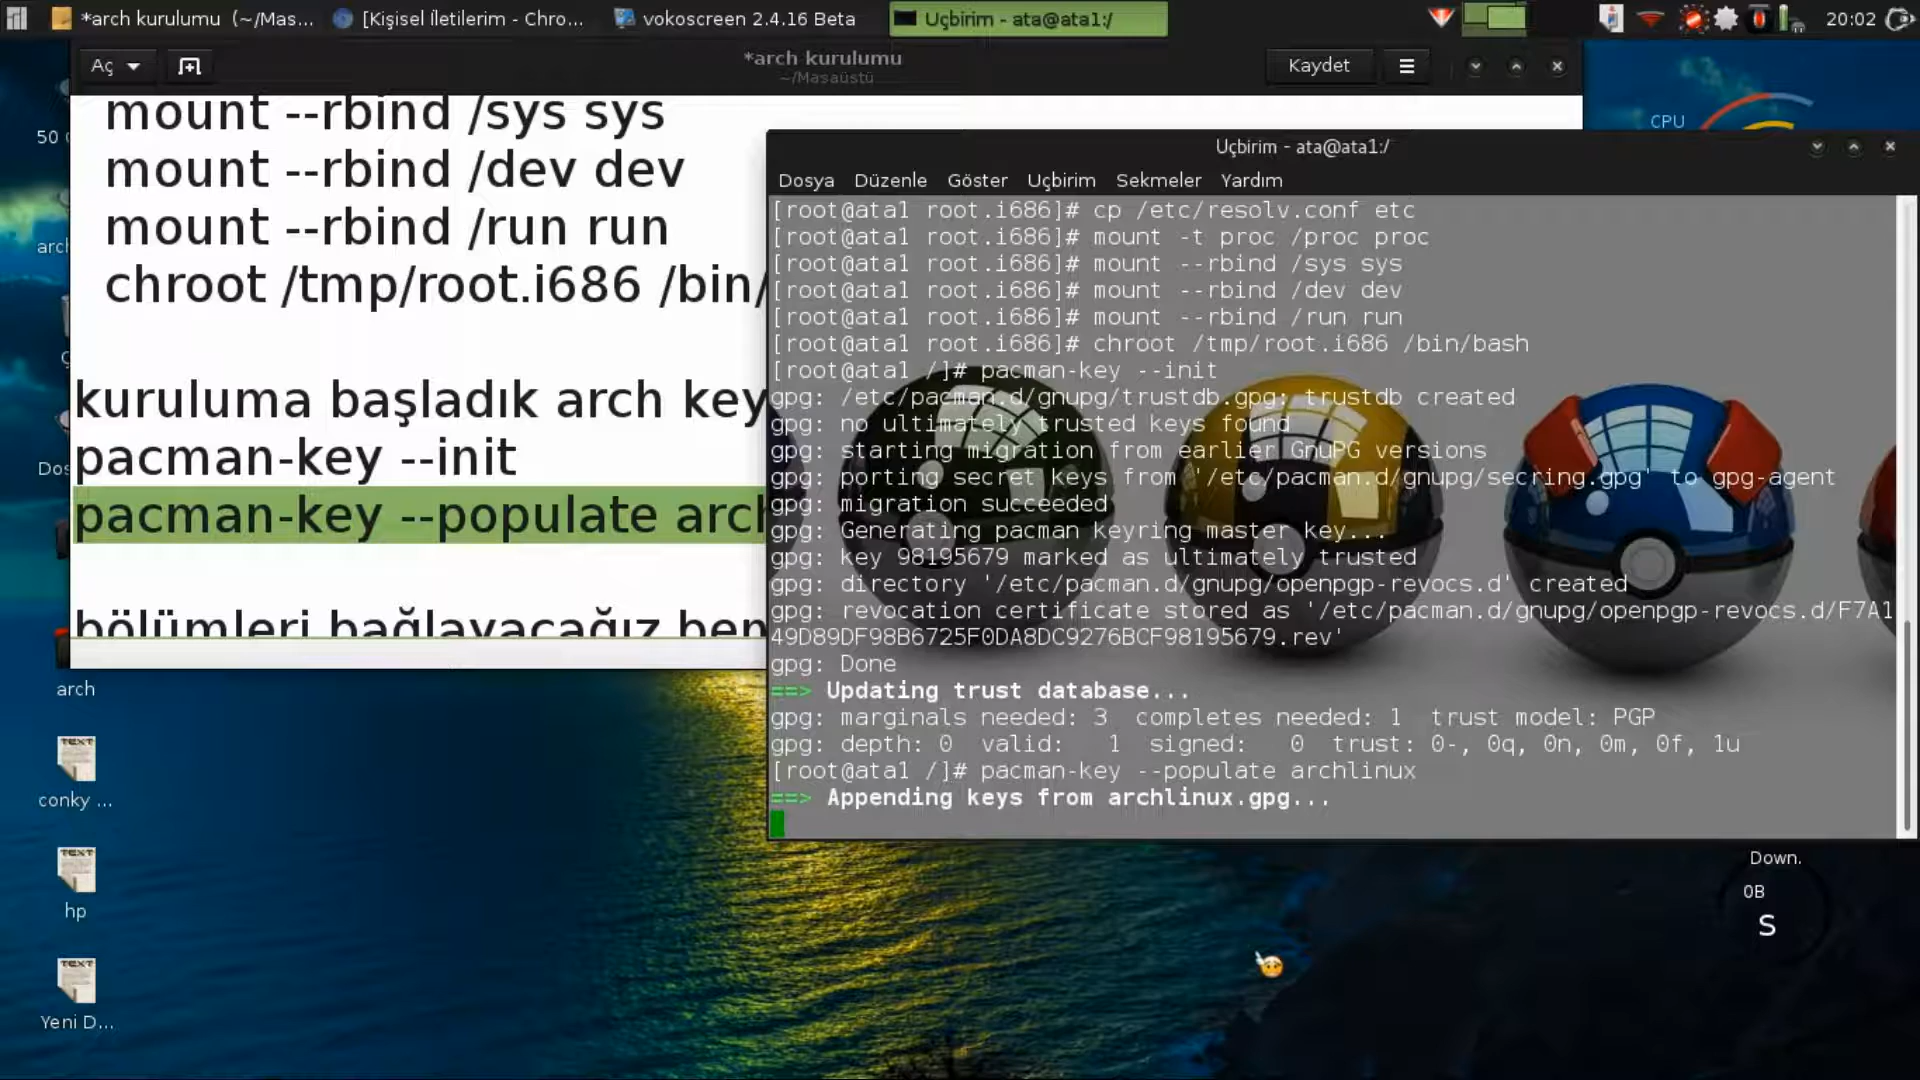 *arch kurulumu (~/Mas...
[Kişisel İletilerim - Chro...
vokoscreen 2.4.16 Beta
Uçbirim - ata@ata1:/
20:02
Aç
*arch kurulumu
~/Masaüstü
Kaydet
mount --rbind /sys sys
mount --rbind /dev dev
mount --rbind /run run
chroot /tmp/root.i686 /bin/
kuruluma başladık arch key
pacman-key --init
pacman-key --populate arch
bölümleri bağlayacağız ben
CPU
Uçbirim - ata@ata1:/
Dosya Düzenle Göster Uçbirim Sekmeler Yardım
[root@ata1 root.i686]# cp /etc/resolv.conf etc
[root@ata1 root.i686]# mount -t proc /proc proc
[root@ata1 root.i686]# mount --rbind /sys sys
[root@ata1 root.i686]# mount --rbind /dev dev
[root@ata1 root.i686]# mount --rbind /run run
[root@ata1 root.i686]# chroot /tmp/root.i686 /bin/bash
[root@ata1 /]# pacman-key --init
gpg: /etc/pacman.d/gnupg/trustdb.gpg: trustdb created
gpg: no ultimately trusted keys found
gpg: starting migration from earlier GnuPG versions
gpg: porting secret keys from '/etc/pacman.d/gnupg/secring.gpg' to gpg-agent
gpg: migration succeeded
gpg: Generating pacman keyring master key...
gpg: key 98195679 marked as ultimately trusted
gpg: directory '/etc/pacman.d/gnupg/openpgp-revocs.d' created
gpg: revocation certificate stored as '/etc/pacman.d/gnupg/openpgp-revocs.d/F7A1
49D89DF98B6725F0DA8DC9276BCF98195679.rev'
gpg: Done
==> Updating trust database...
gpg: marginals needed: 3  completes needed: 1  trust model: PGP
gpg: depth: 0  valid:   1  signed:   0  trust: 0-, 0q, 0n, 0m, 0f, 1u
[root@ata1 /]# pacman-key --populate archlinux
==> Appending keys from archlinux.gpg...
50
arc
Dos
arch
TEXT
conky ...
TEXT
hp
TEXT
Yeni D...
Down.
0B
S